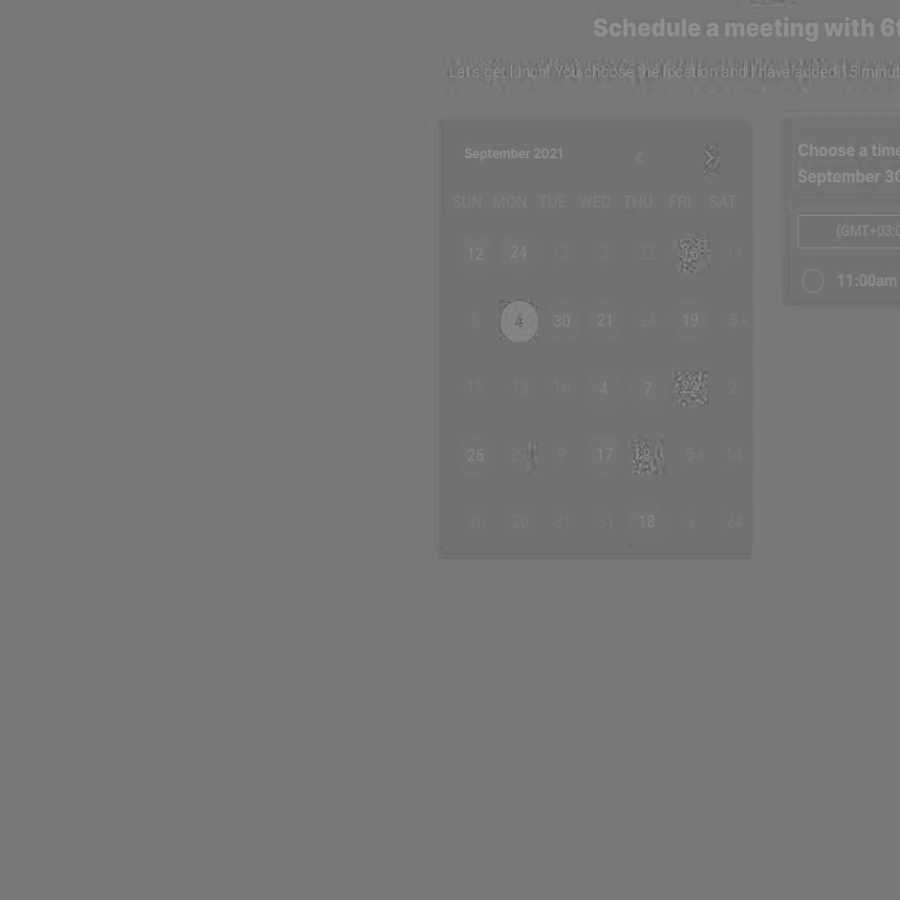 Schedule a meeting with 6t
Let's get lunch! You choose the location and I have added 15 minut
September 2021
SUN MON TUE WED THU FRI SAT
12 24 15 3 22 16 11
8 4 30 21 24 19 5
15 13 16 4 7 22 2
26 29 9 17 18 5 14
20 20 31 31 18 9 24
Choose a time
September 30
(GMT+03:0
11:00am